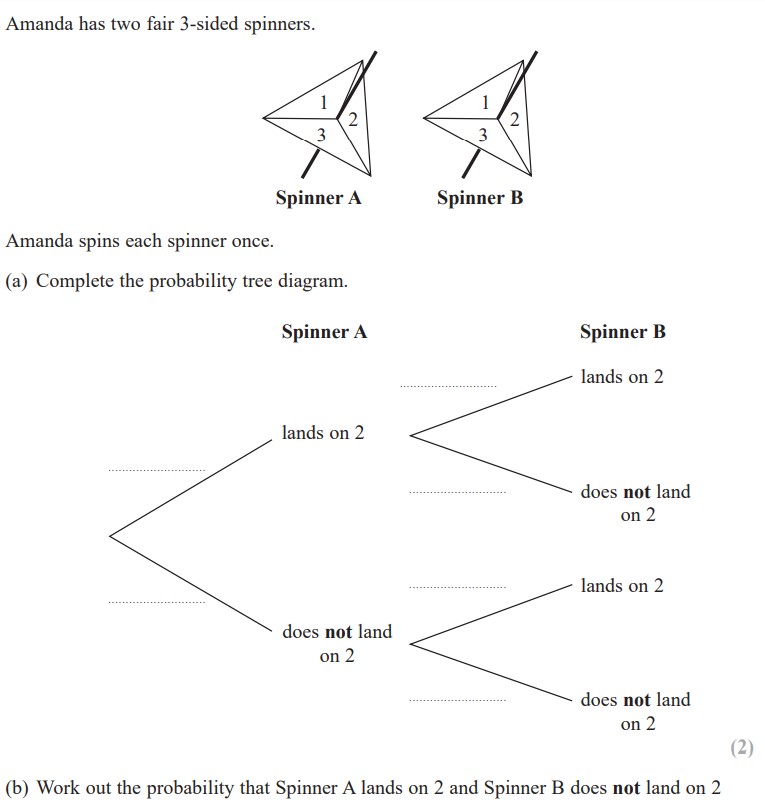 Amanda has two fair 3-sided spinners.
1
2
3
1
2
3
Spinner A
Spinner B
Amanda spins each spinner once.
(a) Complete the probability tree diagram.
Spinner A
Spinner B
lands on 2
lands on 2
does not land
on 2
lands on 2
does not land
on 2
does not land
on 2
(2)
(b) Work out the probability that Spinner A lands on 2 and Spinner B does not land on 2